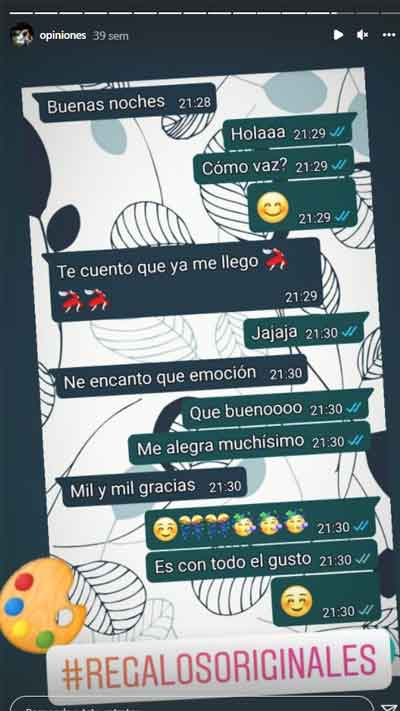 opiniones 39 sem
Buenas noches 21:28
Holaaa 21:29
Cómo vaz? 21:29
21:29
Te cuento que ya me llego
21:29
Jajaja 21:30
Ne encanto que emoción 21:30
Que buenoooo 21:30
Me alegra muchísimo 21:30
Mil y mil gracias 21:30
21:30
Es con todo el gusto 21:30
21:30
#REGALOSORIGINALES